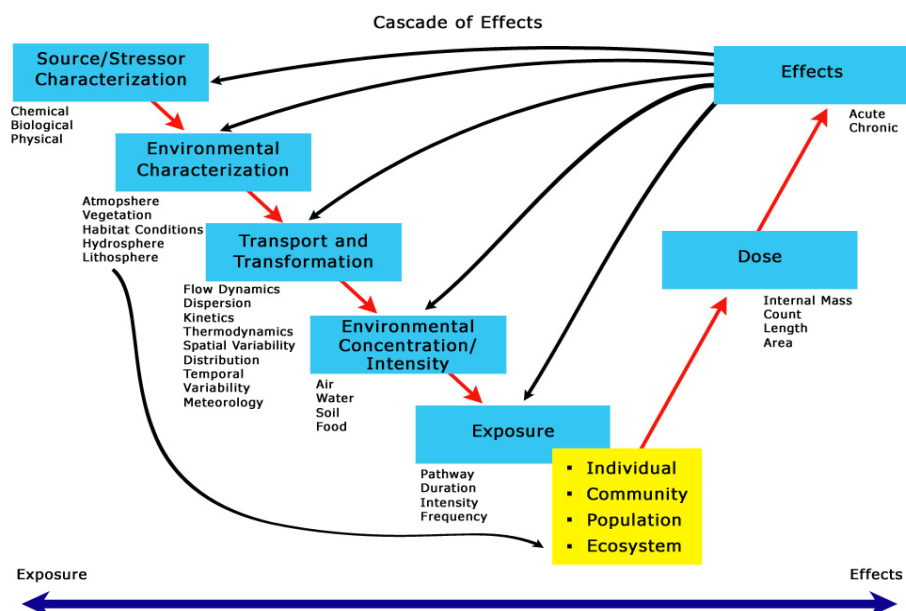 Cascade of Effects
Source/Stressor
Characterization
Chemical
Biological
Physical
Environmental
Characterization
Atmopshere
Vegetation
Habitat Conditions
Hydrosphere
Lithosphere
Transport and
Transformation
Flow Dynamics
Dispersion
Kinetics
Thermodynamics
Spatial Variability
Distribution
Temporal
Variability
Meteorology
Environmental
Concentration/
Intensity
Air
Water
Soil
Food
Exposure
Pathway
Duration
Intensity
Frequency
▪ Individual
▪ Community
▪ Population
▪ Ecosystem
Dose
Internal Mass
Count
Length
Area
Effects
Acute
Chronic
Exposure
Effects